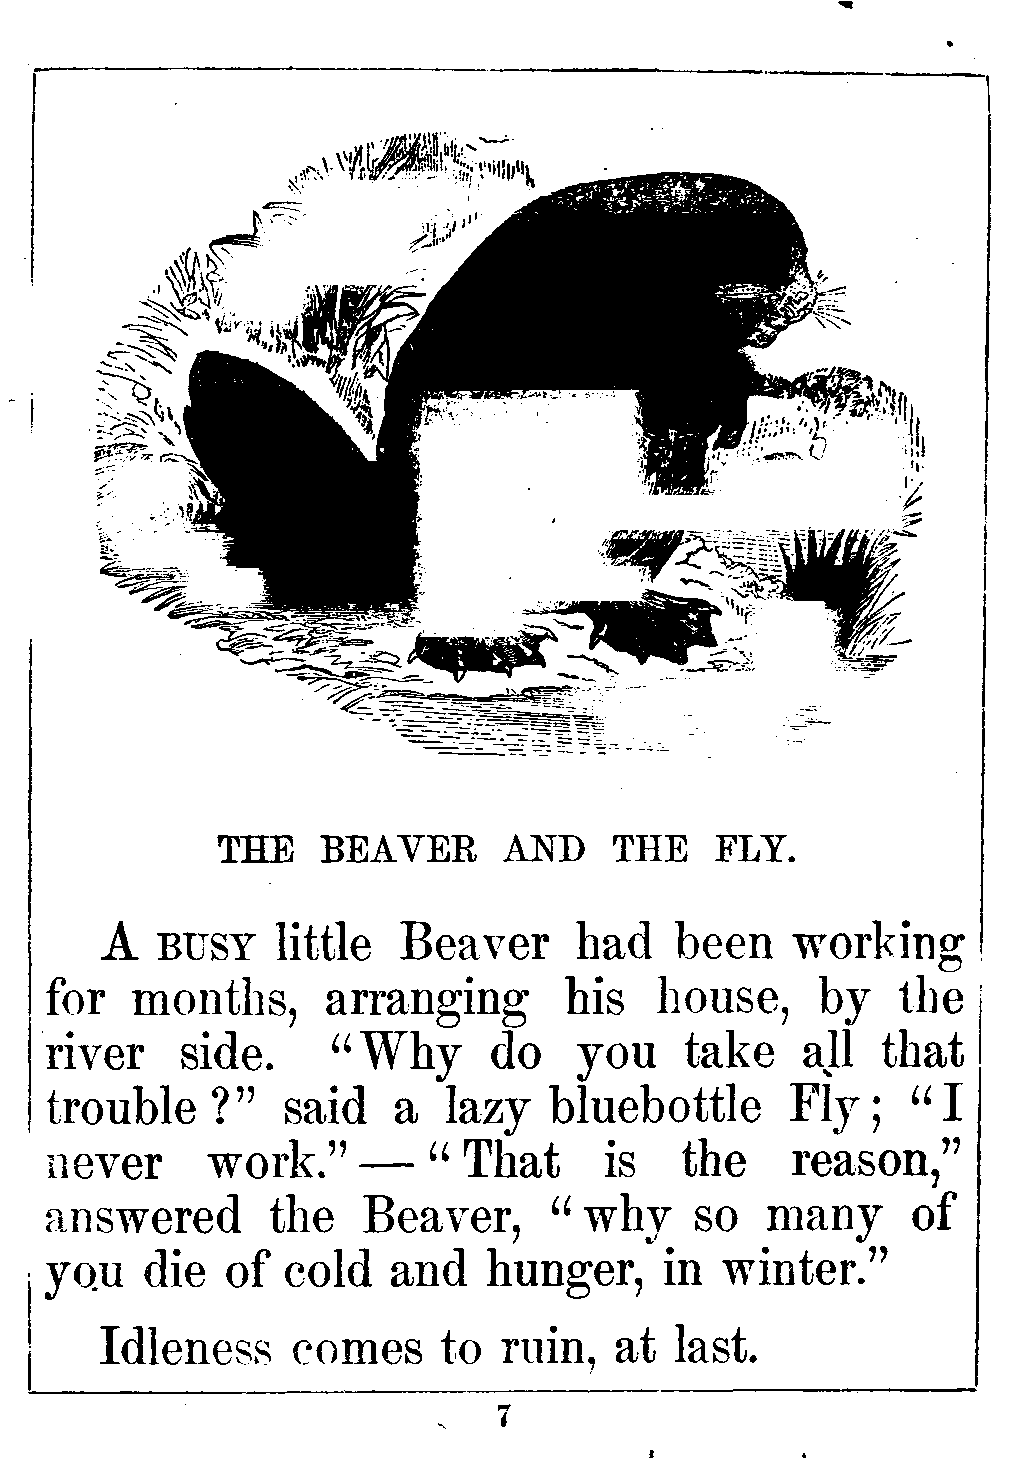 THE BEAVER AND THE FLY.
A BUSY little Beaver had been working
for months, arranging his house, by the
river side. “Why do you take all that
trouble?” said a lazy bluebottle Fly; “I
never work.”—“That is the reason,”
answered the Beaver, “why so many of
you die of cold and hunger, in winter.”
Idleness comes to ruin, at last.
7